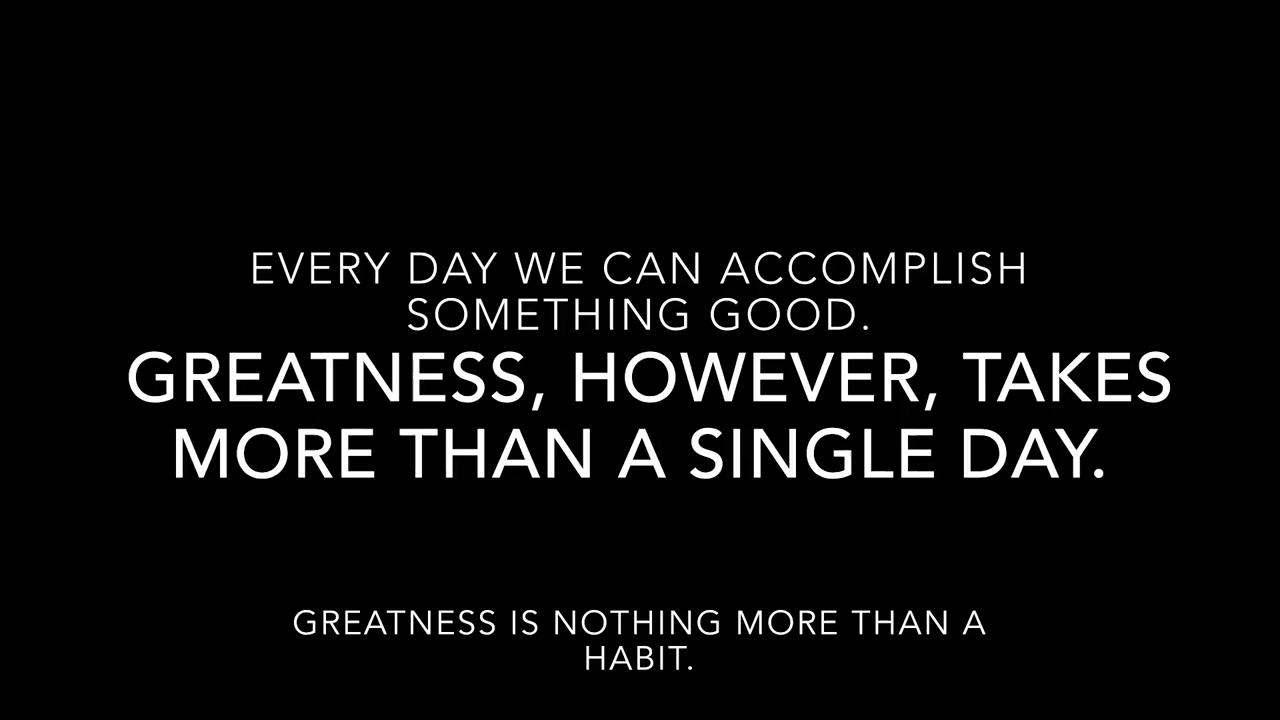 EVERY DAY WE CAN ACCOMPLISH
SOMETHING GOOD.
GREATNESS, HOWEVER, TAKES
MORE THAN A SINGLE DAY.
GREATNESS IS NOTHING MORE THAN A
HABIT.